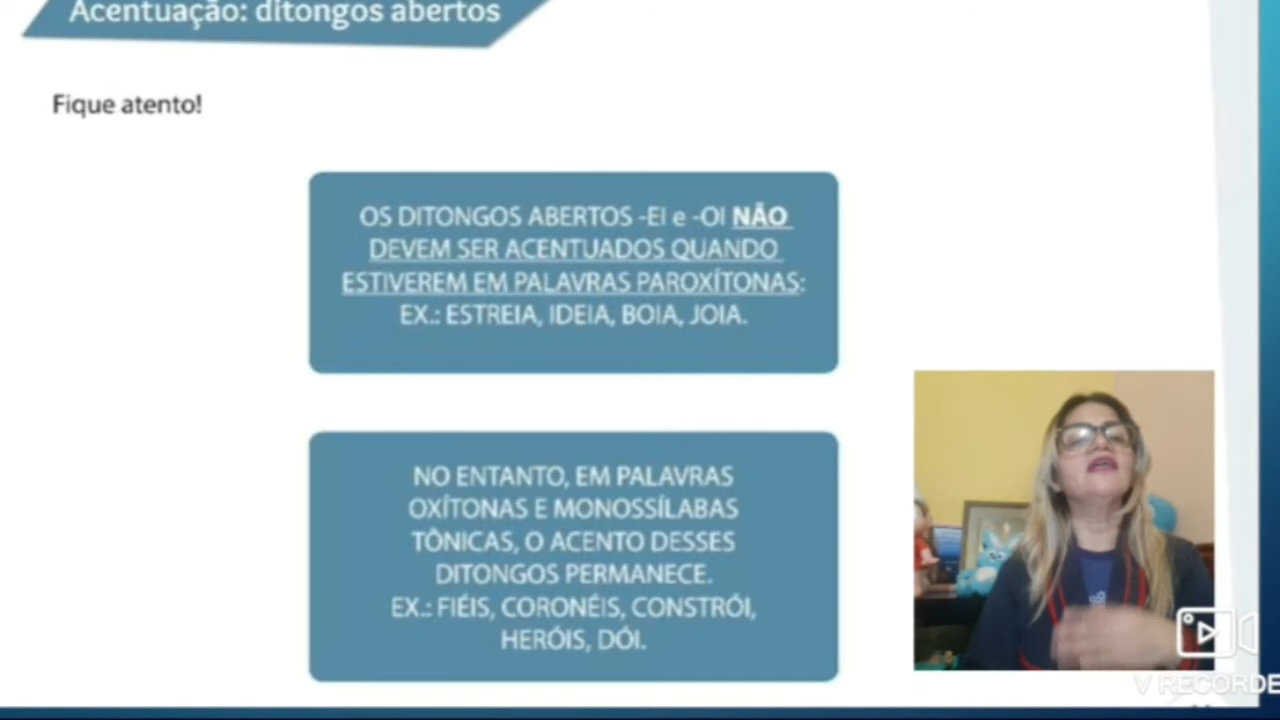 Acentuação: ditongos abertos
Fique atento!
OS DITONGOS ABERTOS -EI e -OI NÃO
DEVEM SER ACENTUADOS QUANDO
ESTIVEREM EM PALAVRAS PAROXÍTONAS:
EX.: ESTREIA, IDEIA, BOIA, JOIA.
NO ENTANTO, EM PALAVRAS
OXÍTONAS E MONOSSÍLABAS
TÔNICAS, O ACENTO DESSES
DITONGOS PERMANECE.
EX.: FIÉIS, CORONÉIS, CONSTRÓI,
HERÓIS, DÓI.
V RECORDE